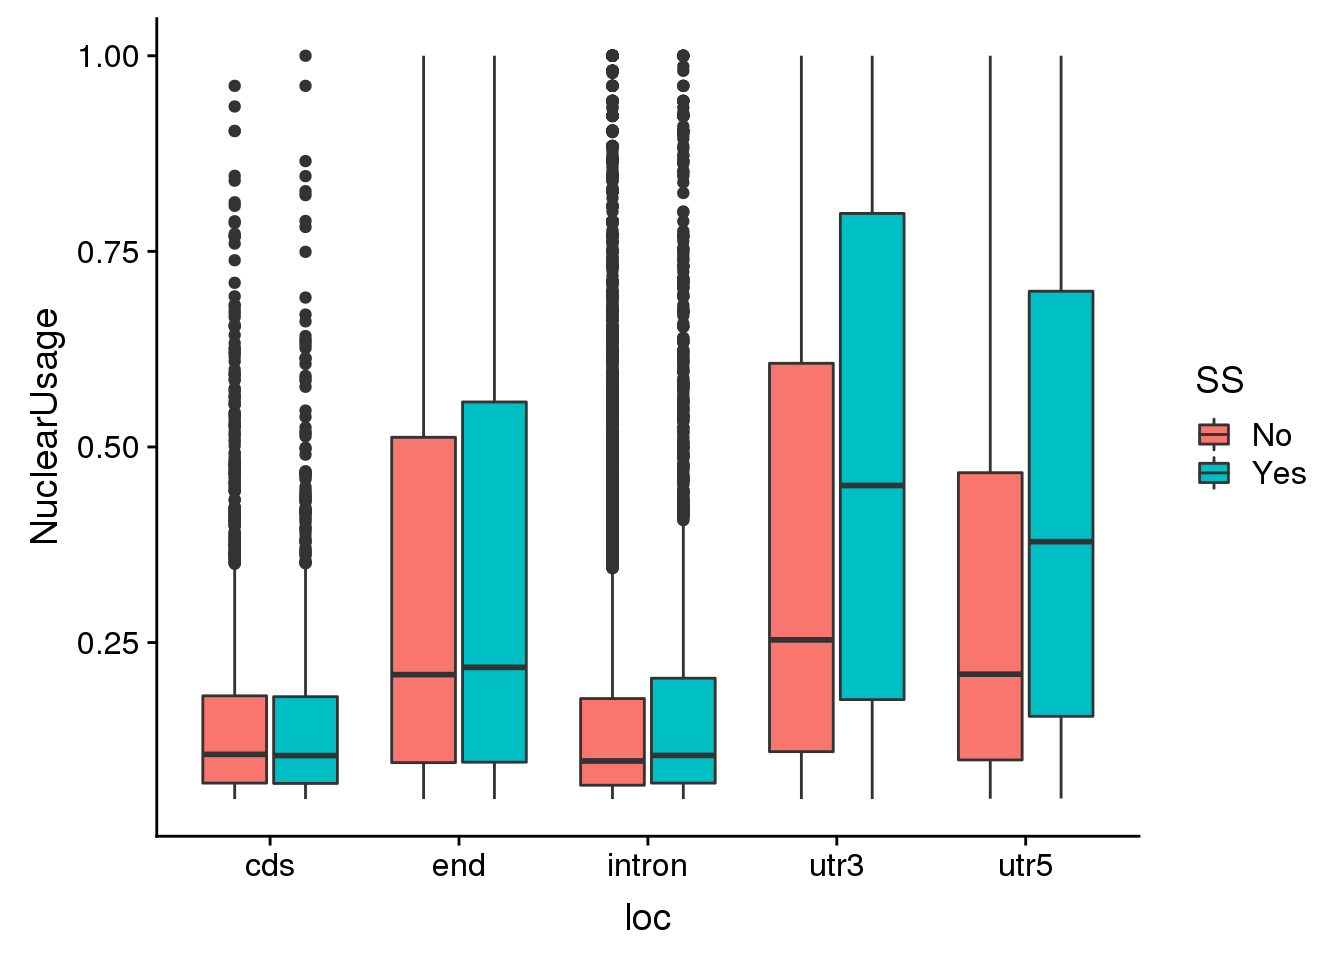 1.00
0.75
0.50
0.25
NuclearUsage
cds
end
intron
utr3
utr5
loc
SS
No
Yes